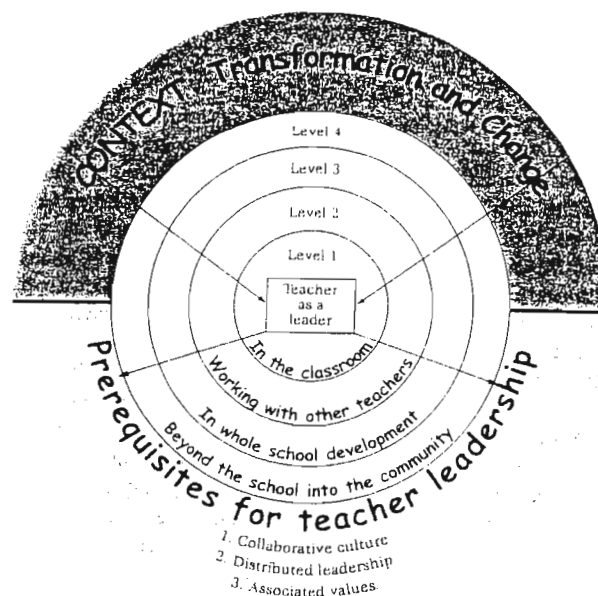 CONTEXT Transformation and Change
Level 4
Level 3
Level 2
Level 1
Teacher
as a
leader
In the classroom
Working with other teachers
In whole school development
Beyond the school into the community
Prerequisites for teacher leadership
1. Collaborative culture
2. Distributed leadership
3. Associated values.